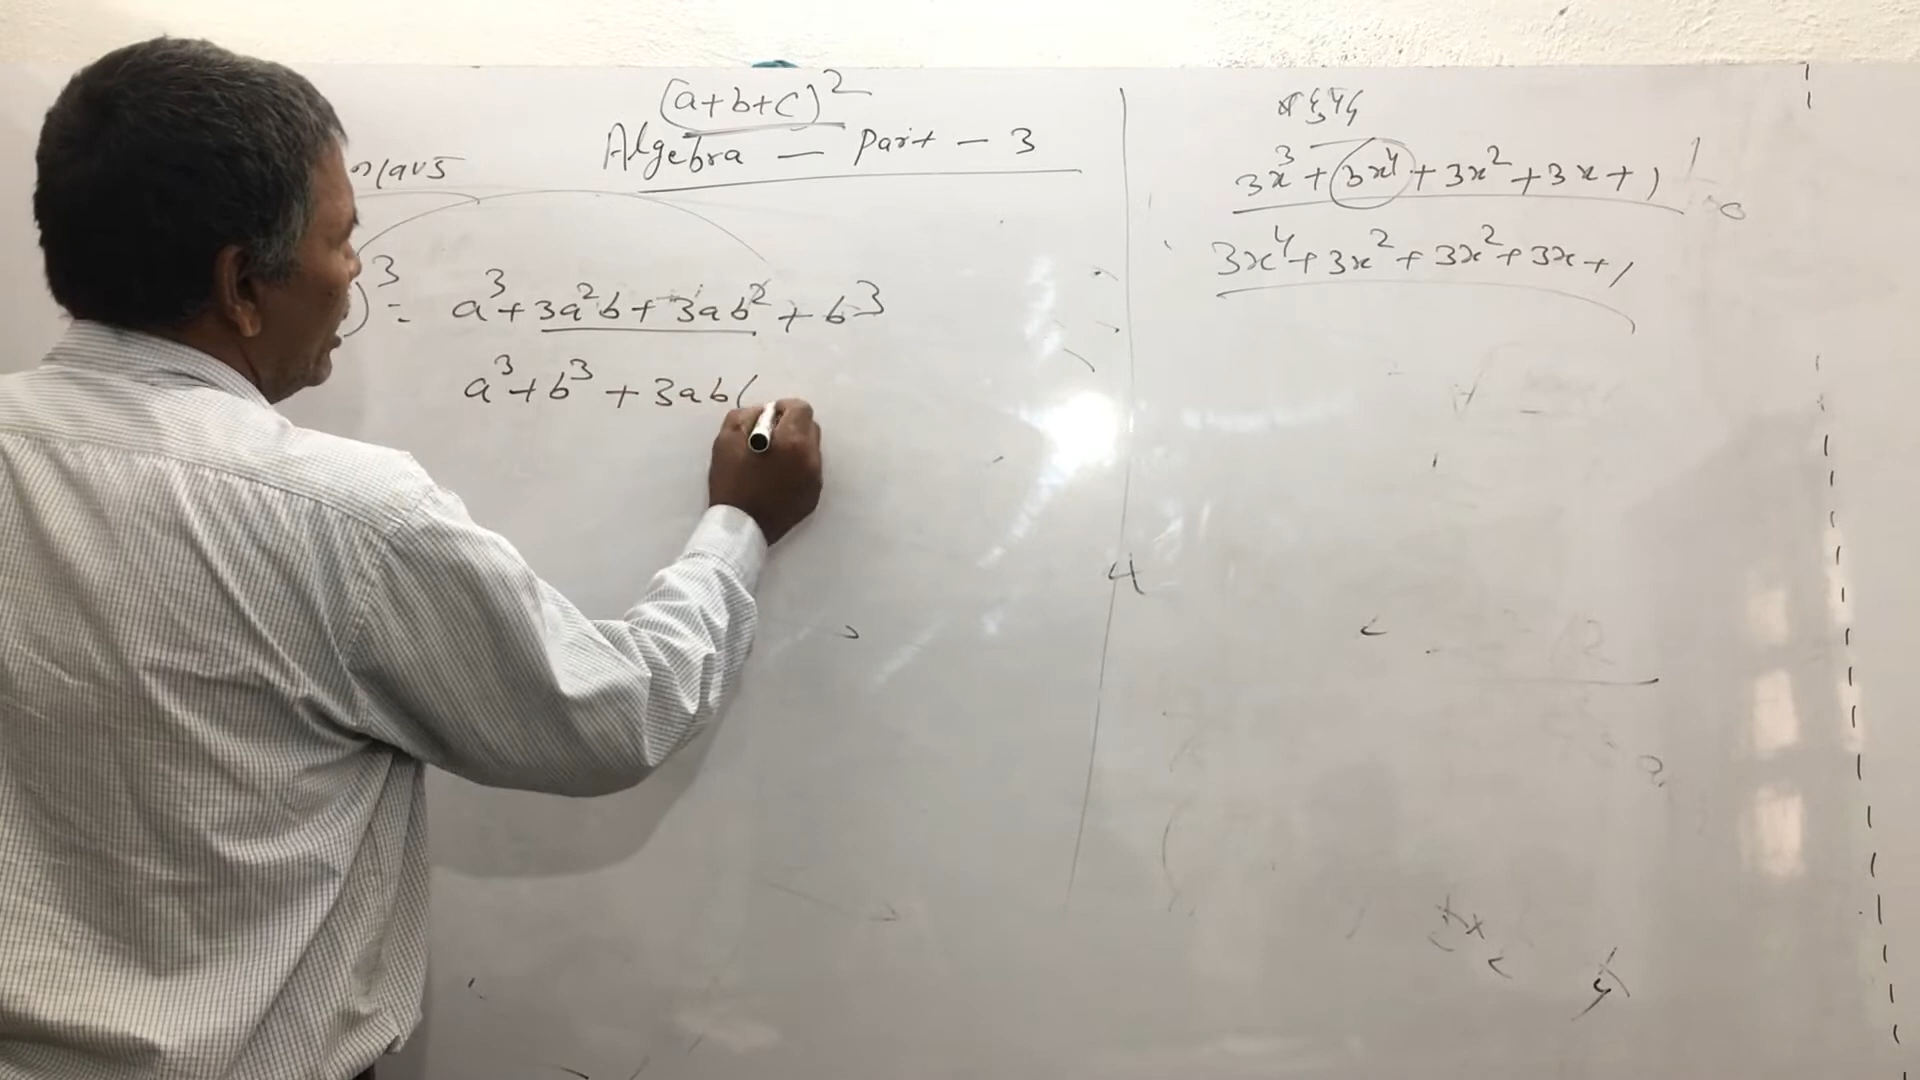 (a+b+c)²
Algebra — Part - 3
)³ = a³ + 3a²b + 3ab² + b³
a³ + b³ + 3ab(
3x³ + 3x⁴ + 3x² + 3x + 1
3x⁴ + 3x² + 3x² + 3x + 1
4